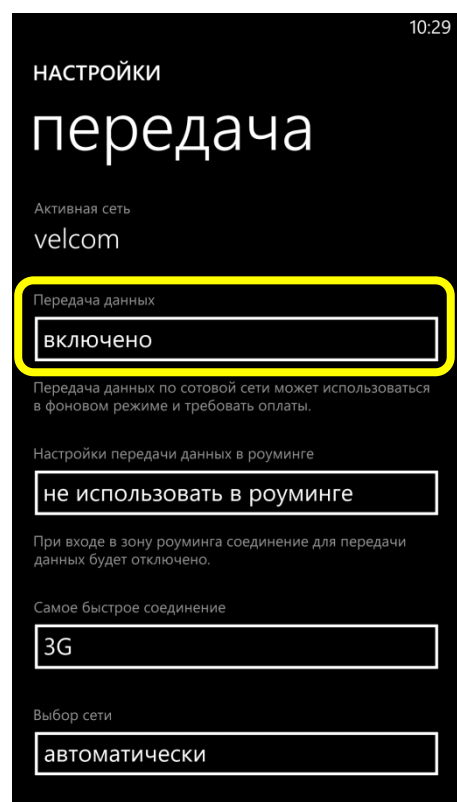 10:29
НАСТРОЙКИ
передача
Активная сеть
velcom
Передача данных
включено
Передача данных по сотовой сети может использоваться
в фоновом режиме и требовать оплаты.
Настройки передачи данных в роуминге
не использовать в роуминге
При входе в зону роуминга соединение для передачи
данных будет отключено.
Самое быстрое соединение
3G
Выбор сети
автоматически